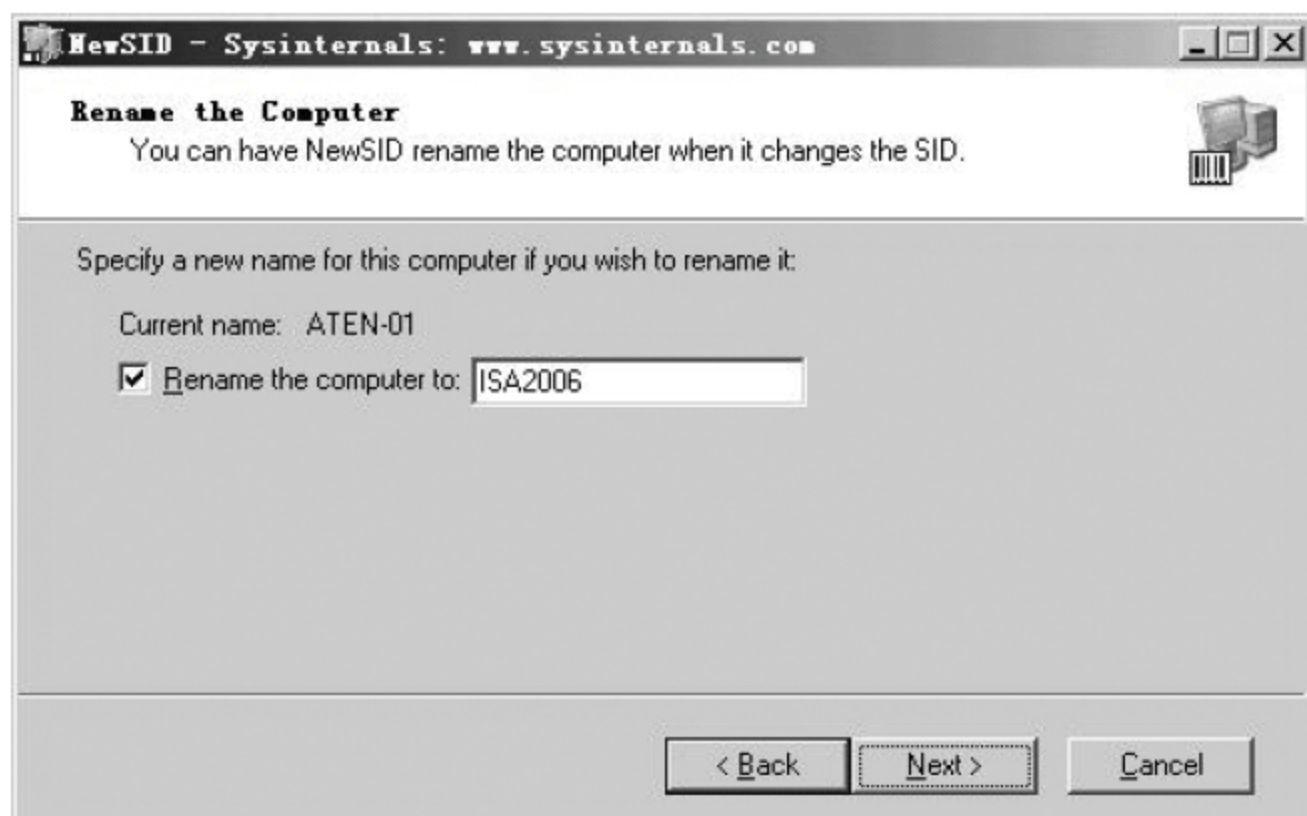 NewSID - Sysinternals: www.sysinternals.com
Rename the Computer
You can have NewSID rename the computer when it changes the SID.
Specify a new name for this computer if you wish to rename it:
Current name: ATEN-01
Rename the computer to: ISA2006
< Back Next > Cancel